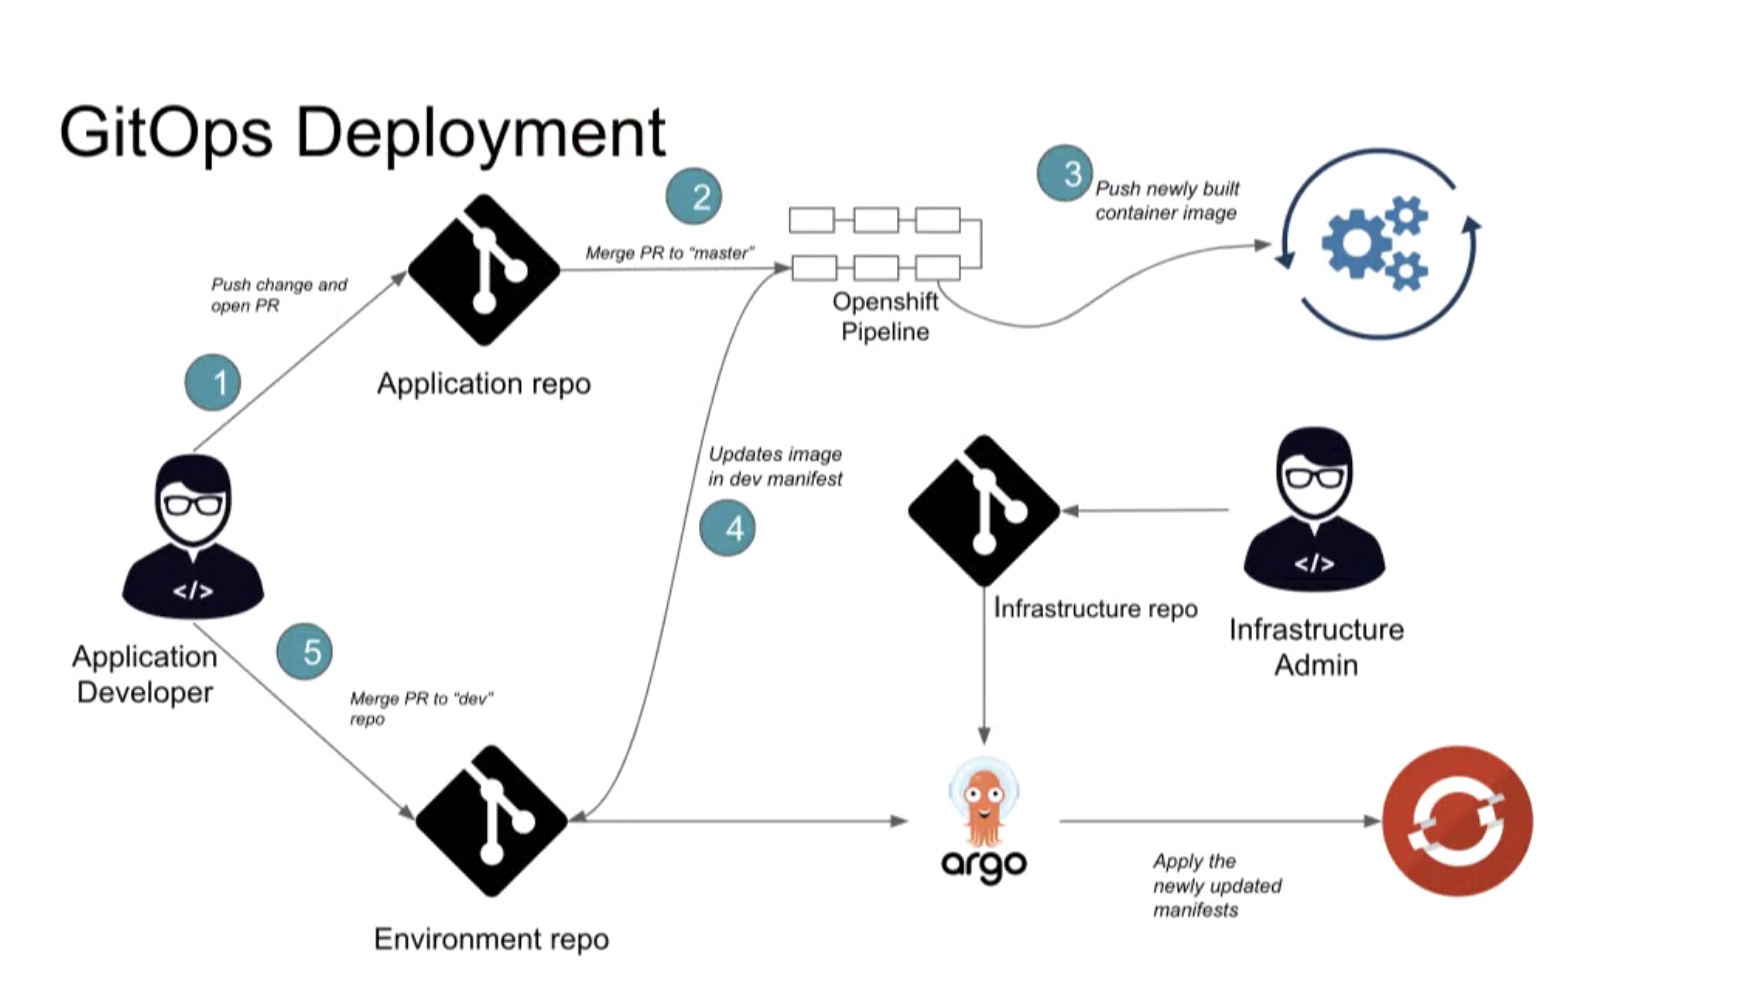 GitOps Deployment
2
3
Push newly built
container image
Merge PR to “master”
Push change and
open PR
Openshift
Pipeline
1
Application repo
Updates image
in dev manifest
4
</>
</>
Infrastructure repo
Infrastructure
Admin
Application
Developer
5
Merge PR to “dev”
repo
argo
Apply the
newly updated
manifests
Environment repo